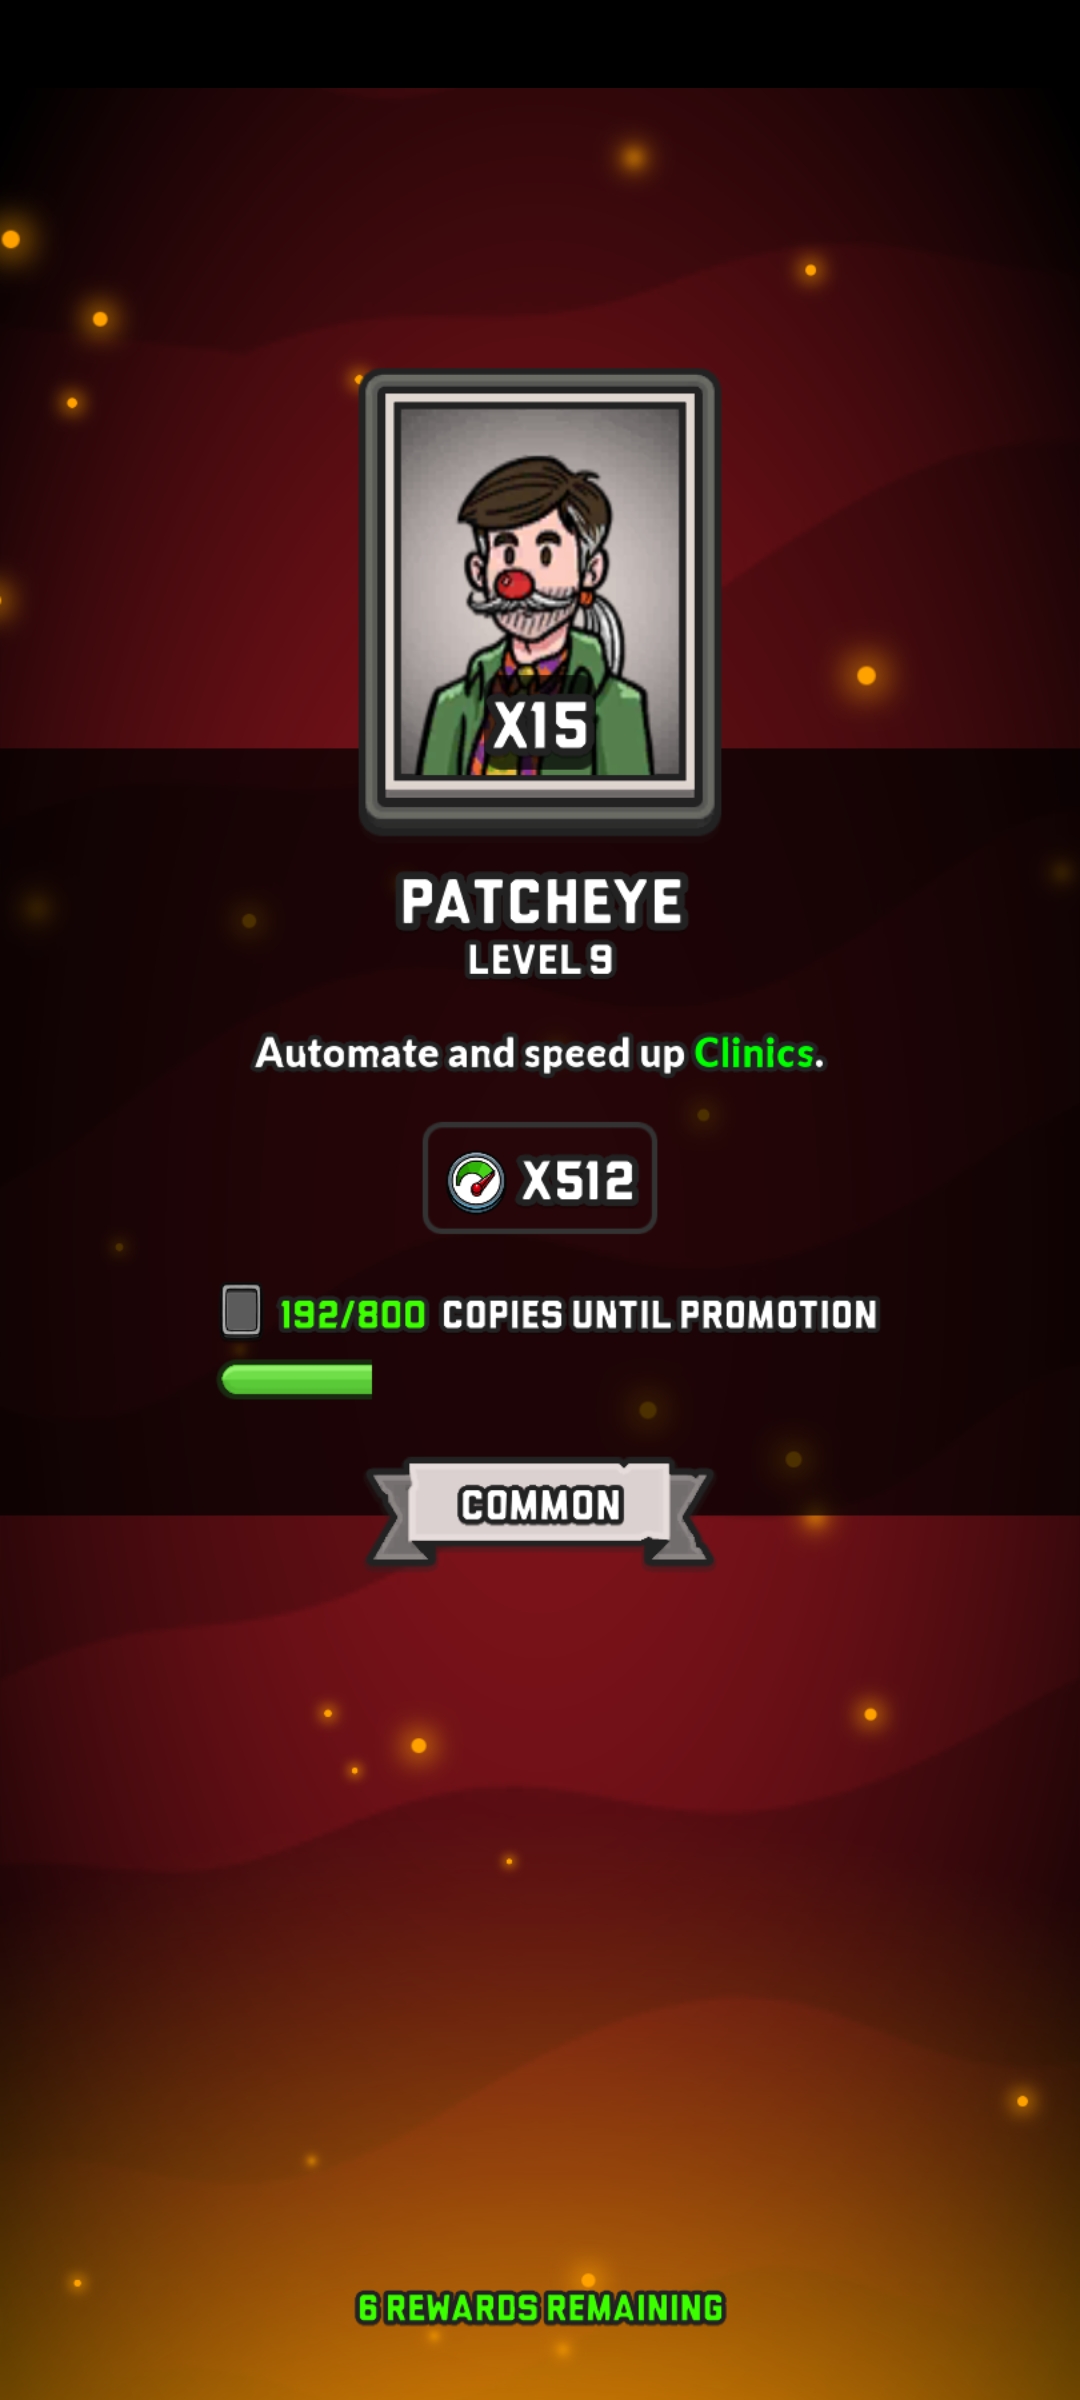 X15
PATCHEYE
LEVEL 9
Automate and speed up Clinics.
X512
192/800 COPIES UNTIL PROMOTION
COMMON
6 REWARDS REMAINING